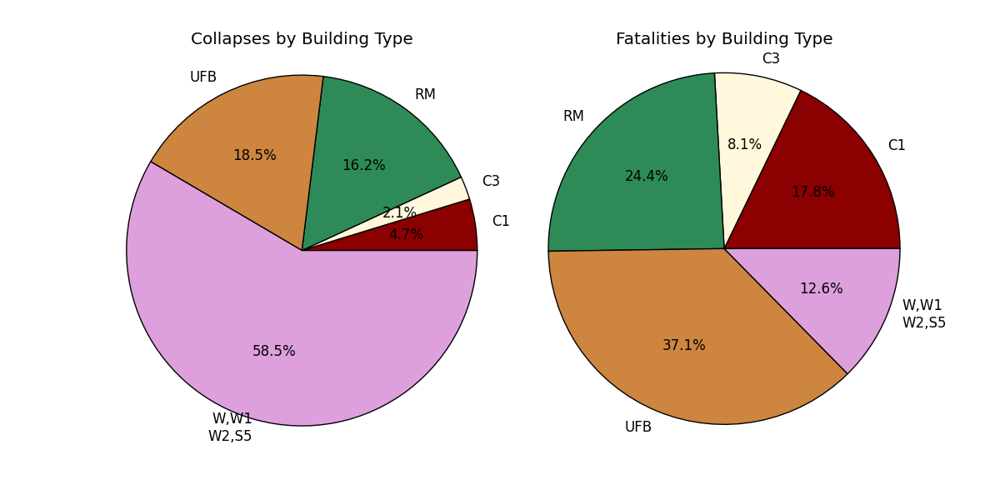 Collapses by Building Type
UFB
RM
C3
C1
18.5%
16.2%
2.1%
4.7%
58.5%
W,W1
W2,S5
Fatalities by Building Type
C3
RM
C1
8.1%
24.4%
17.8%
12.6%
37.1%
W,W1
W2,S5
UFB